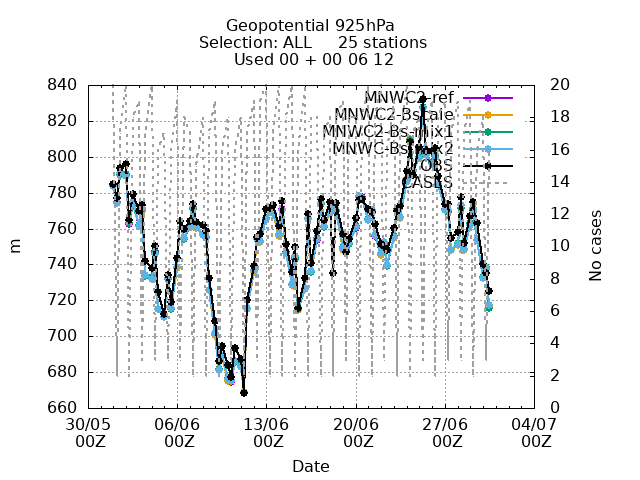 Geopotential 925hPa
Selection: ALL     25 stations
Used 00 + 00 06 12
840
820
800
780
760
740
720
700
680
660
m
20
18
16
14
12
10
8
6
4
2
0
No cases
MNWC2-ref
MNWC2-Bscale
MNWC2-Bs-mix1
MNWC-Bs-mix2
OBS
CASES
30/05 06/06 13/06 20/06 27/06 04/07
00Z 00Z 00Z 00Z 00Z 00Z
Date